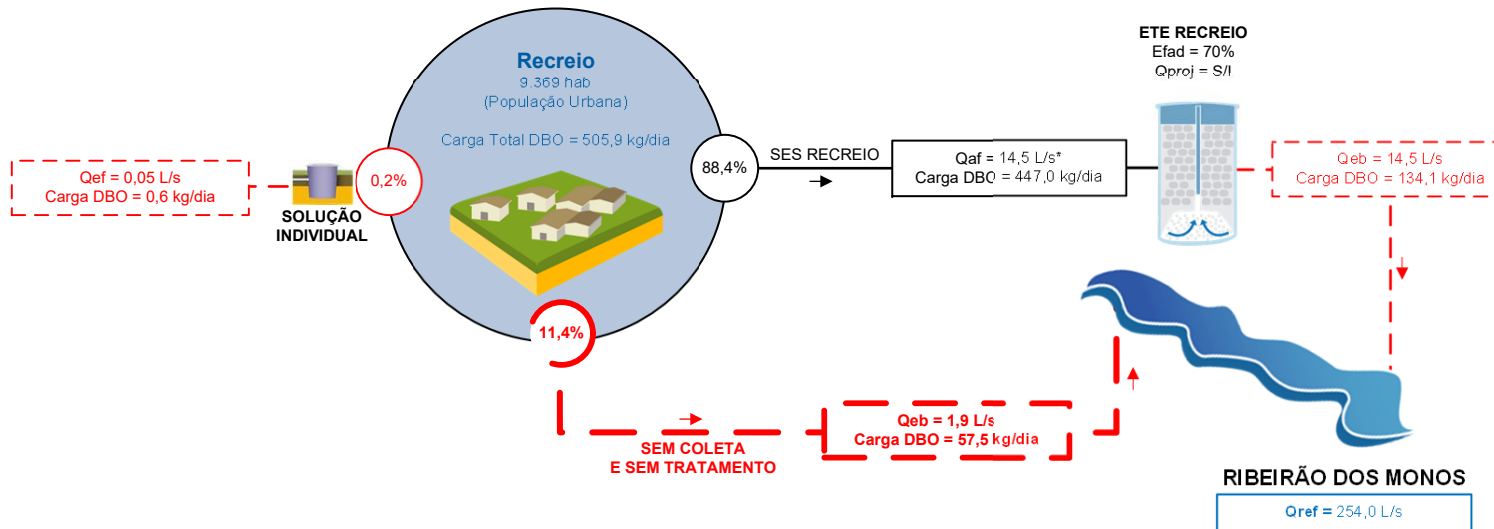 ETE RECREIO
Efad = 70%
Qproj = S/I
Recreio
9.369 hab
(População Urbana)
Carga Total DBO = 505,9 kg/dia
Qef = 0,05 L/s
Carga DBO = 0,6 kg/dia
SOLUÇÃO
INDIVIDUAL
0,2%
88,4%
SES RECREIO
Qaf = 14,5 L/s*
Carga DBO = 447,0 kg/dia
Qeb = 14,5 L/s
Carga DBO = 134,1 kg/dia
11,4%
SEM COLETA
E SEM TRATAMENTO
Qeb = 1,9 L/s
Carga DBO = 57,5 kg/dia
RIBEIRÃO DOS MONOS
Qref = 254,0 L/s